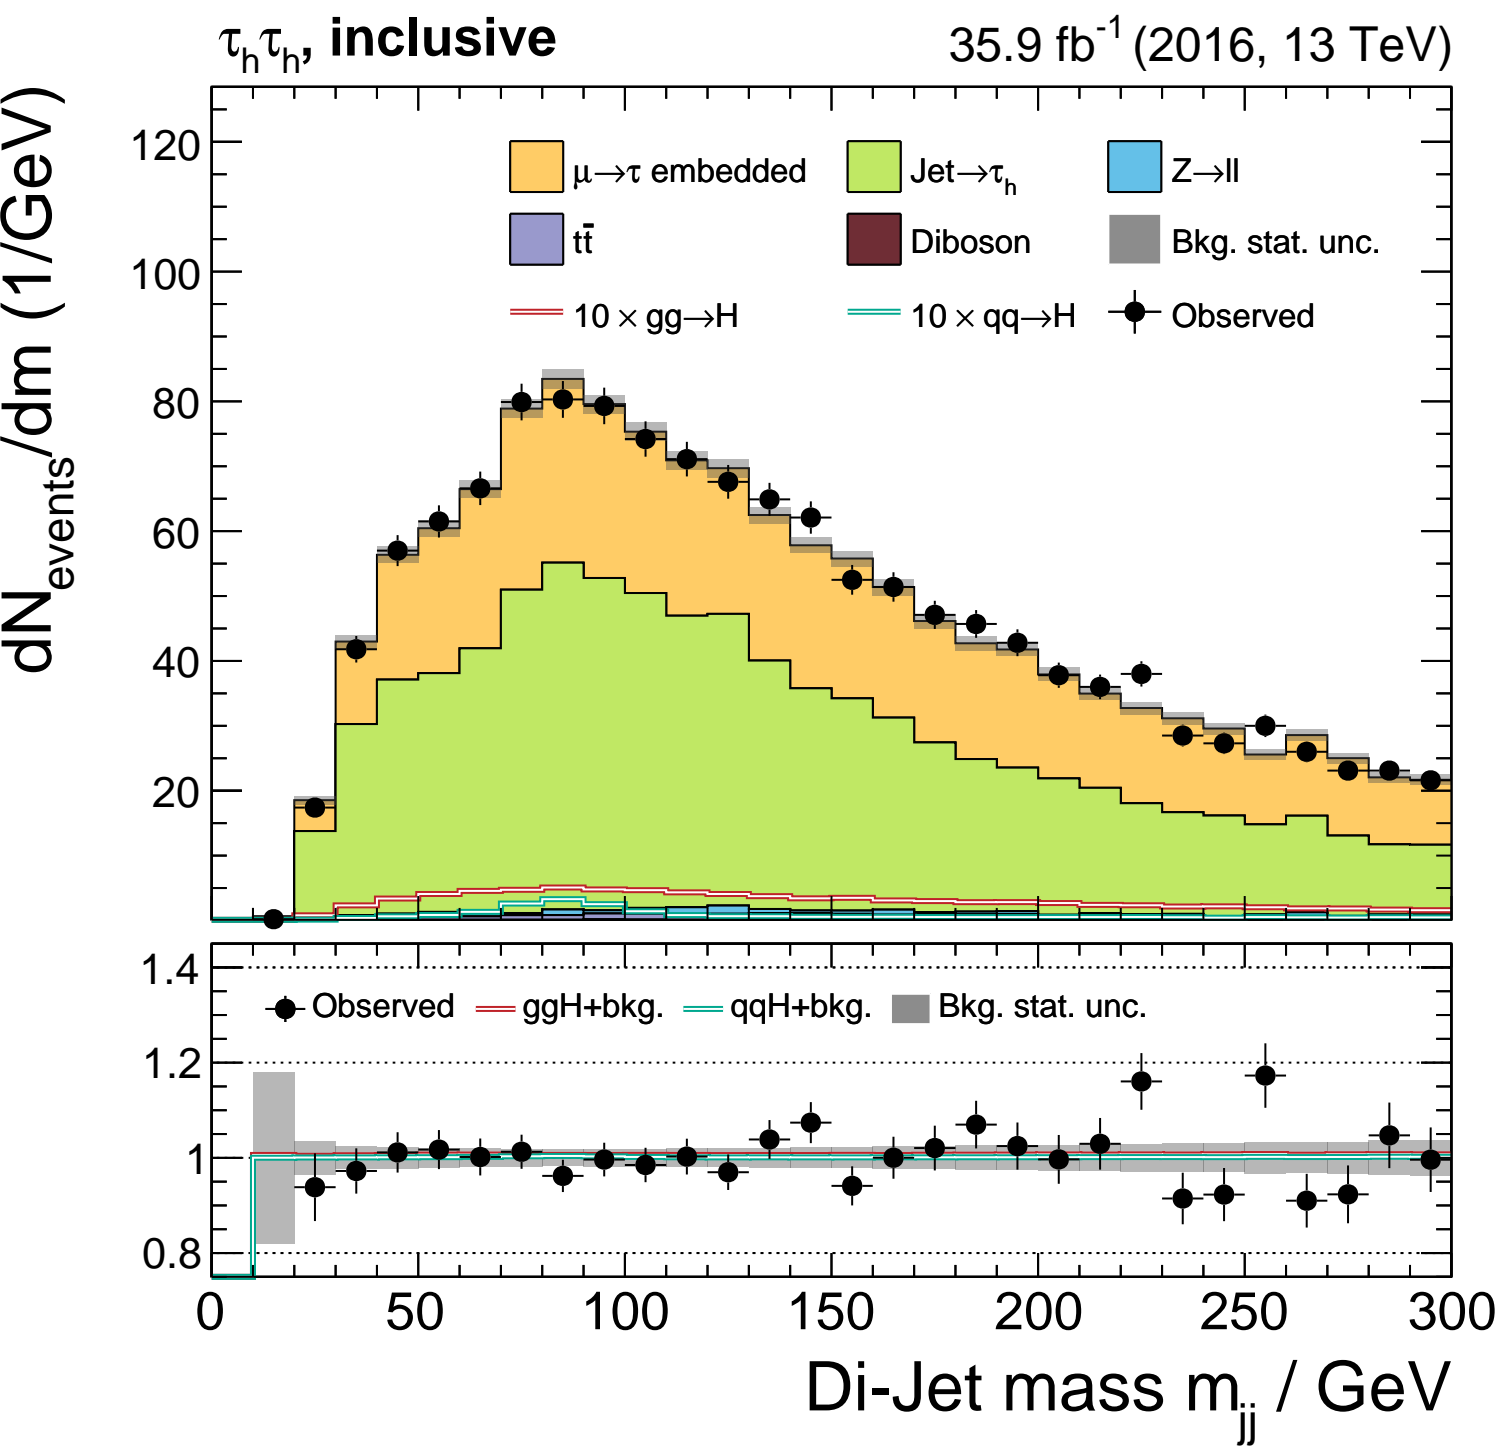 τhτh, inclusive 35.9 fb-1 (2016, 13 TeV)
dNevents/dm (1/GeV)
120
100
80
60
40
20
μ→τ embedded Jet→τh Z→ll
tt̄ Diboson Bkg. stat. unc.
10 × gg→H 10 × qq→H Observed
1.4
1.2
1
0.8
Observed ggH+bkg. qqH+bkg. Bkg. stat. unc.
0 50 100 150 200 250 300
Di-Jet mass mjj / GeV